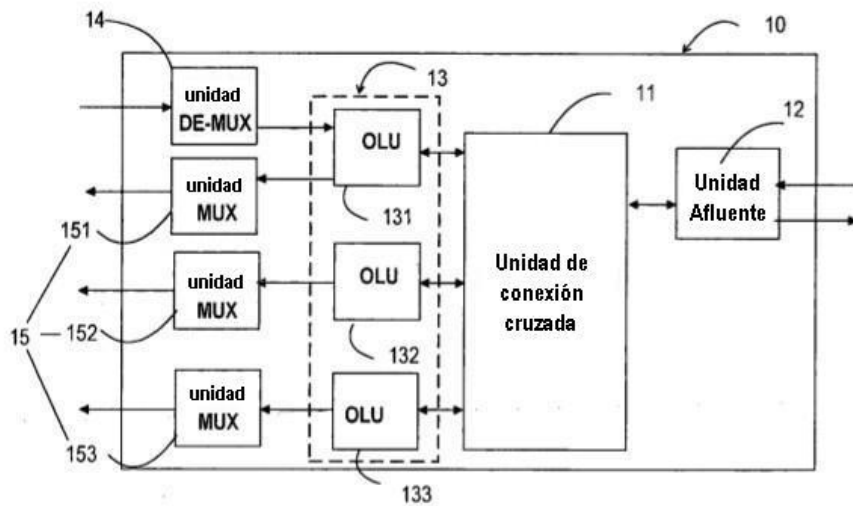 14
10
13
11
12
unidad
DE-MUX
OLU
131
Unidad
Afluente
unidad
MUX
151
Unidad de
conexión
cruzada
unidad
MUX
OLU
15
152
132
unidad
MUX
OLU
153
133